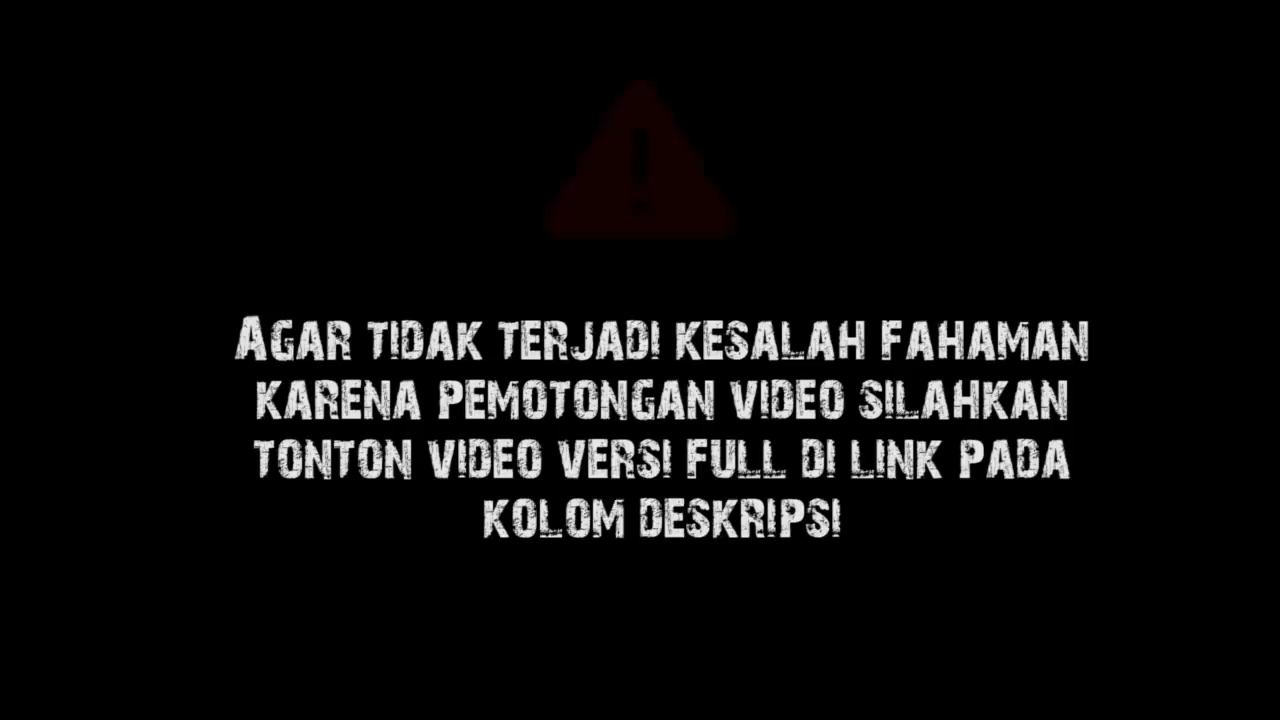 AGAR TIDAK TERJADI KESALAH FAHAMAN
KARENA PEMOTONGAN VIDEO SILAHKAN
TONTON VIDEO VERSI FULL DI LINK PADA
KOLOM DESKRIPSI